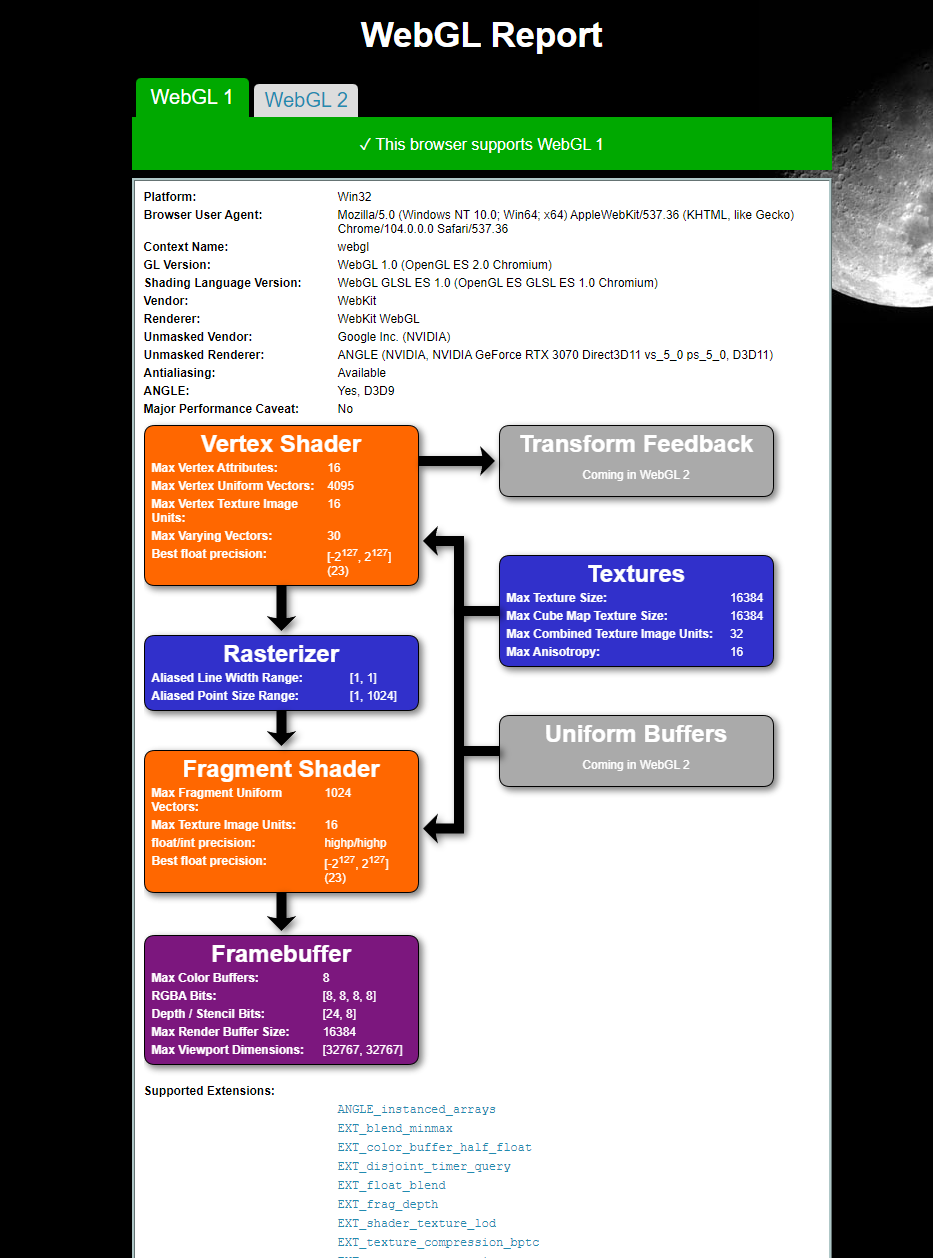 WebGL Report
WebGL 1
WebGL 2
✓ This browser supports WebGL 1
Platform: Win32
Browser User Agent: Mozilla/5.0 (Windows NT 10.0; Win64; x64) AppleWebKit/537.36 (KHTML, like Gecko)
Chrome/104.0.0.0 Safari/537.36
Context Name: webgl
GL Version: WebGL 1.0 (OpenGL ES 2.0 Chromium)
Shading Language Version: WebGL GLSL ES 1.0 (OpenGL ES GLSL ES 1.0 Chromium)
Vendor: WebKit
Renderer: WebKit WebGL
Unmasked Vendor: Google Inc. (NVIDIA)
Unmasked Renderer: ANGLE (NVIDIA, NVIDIA GeForce RTX 3070 Direct3D11 vs_5_0 ps_5_0, D3D11)
Antialiasing: Available
ANGLE: Yes, D3D9
Major Performance Caveat: No
Vertex Shader
Max Vertex Attributes: 16
Max Vertex Uniform Vectors: 4095
Max Vertex Texture Image 16
Units:
Max Varying Vectors: 30
Best float precision: [-2^127, 2^127]
(23)
Transform Feedback
Coming in WebGL 2
Textures
Max Texture Size: 16384
Max Cube Map Texture Size: 16384
Max Combined Texture Image Units: 32
Max Anisotropy: 16
Rasterizer
Aliased Line Width Range: [1, 1]
Aliased Point Size Range: [1, 1024]
Uniform Buffers
Coming in WebGL 2
Fragment Shader
Max Fragment Uniform 1024
Vectors:
Max Texture Image Units: 16
float/int precision: highp/highp
Best float precision: [-2^127, 2^127]
(23)
Framebuffer
Max Color Buffers: 8
RGBA Bits: [8, 8, 8, 8]
Depth / Stencil Bits: [24, 8]
Max Render Buffer Size: 16384
Max Viewport Dimensions: [32767, 32767]
Supported Extensions:
ANGLE_instanced_arrays
EXT_blend_minmax
EXT_color_buffer_half_float
EXT_disjoint_timer_query
EXT_float_blend
EXT_frag_depth
EXT_shader_texture_lod
EXT_texture_compression_bptc